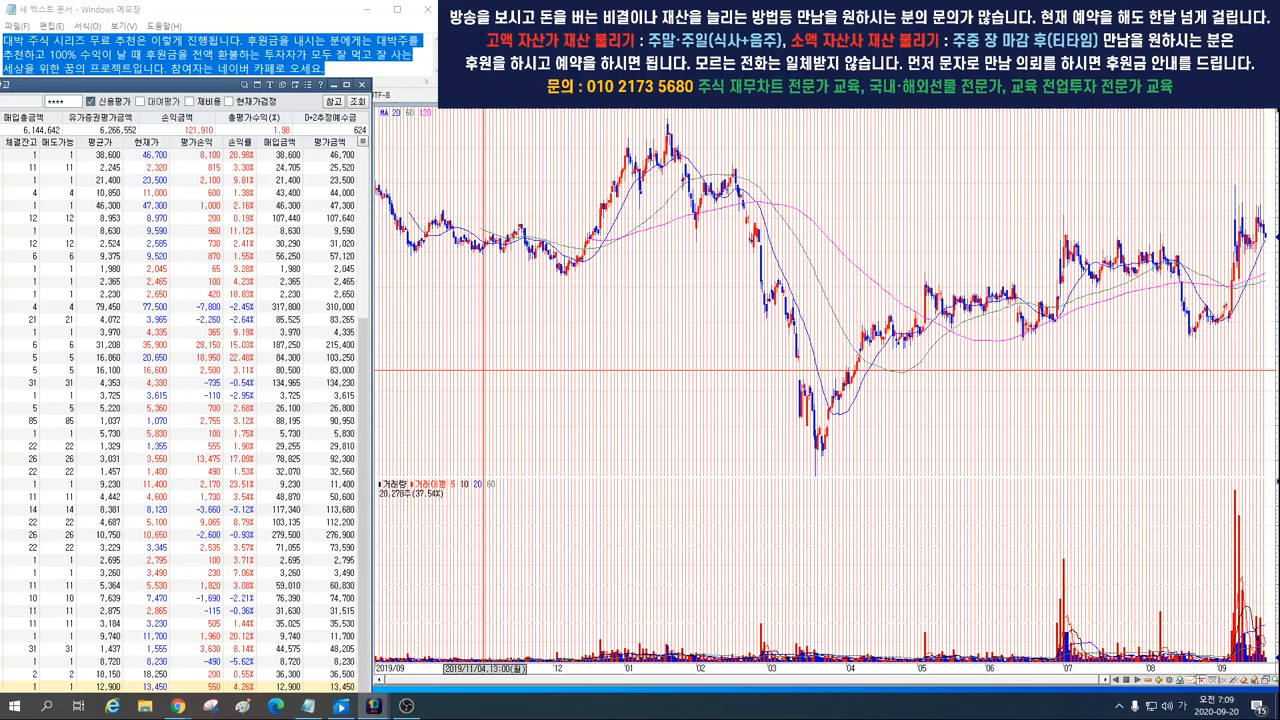 새 텍스트 문서 - Windows 메모장
파일(F) 편집(E) 서식(O) 보기(V) 도움말(H)
대박 주식 시리즈 무료 추천은 이렇게 진행됩니다. 후원금을 내시는 분에게는 대박주를
추천하고 100% 수익이 날 때 후원금을 전액 환불하는 투자자가 모두 잘 먹고 잘 사는
세상을 위한 꿈의 프로젝트입니다. 참여자는 네이버 카페로 오세요.
방송을 보시고 돈을 버는 비결이나 재산을 늘리는 방법등 만남을 원하시는 분의 문의가 많습니다. 현재 예약을 해도 한달 넘게 걸립니다.
고액 자산가 재산 불리기 : 주말·주일(식사+음주), 소액 자산사 재산 불리기 : 주중 장 마감 후(티타임) 만남을 원하시는 분은
후원을 하시고 예약을 하시면 됩니다. 모르는 전화는 일체받지 않습니다. 먼저 문자로 만남 의뢰를 하시면 후원금 안내를 드립니다.
문의 : 010 2173 5680 주식 재무차트 전문가 교육, 국내·해외선물 전문가, 교육 전업투자 전문가 교육
TF-8
**** 신용평가 대여평가 제비용 현재가검정 참고 조회
매입총금액 유가증권평가금액 손익금액 총평가수익(%) D+2추정예수금
6,144,642 6,266,552 121,910 1.98 624
체결잔고 매도가능 평균가 현재가 평가손익 손익률 매입금액 평가금액
1 1 38,600 46,700 8,100 20.98% 38,600 46,700
11 11 2,245 2,320 815 3.30% 24,705 25,520
1 1 21,400 23,500 2,100 9.81% 21,400 23,500
4 4 10,850 11,000 600 1.38% 43,400 44,000
1 1 46,300 47,300 1,000 2.16% 46,300 47,300
12 12 8,953 8,970 200 0.19% 107,440 107,640
1 1 8,630 9,590 960 11.12% 8,630 9,590
12 12 2,524 2,585 730 2.41% 30,290 31,020
6 6 9,375 9,520 870 1.55% 56,250 57,120
1 1 1,980 2,045 65 3.28% 1,980 2,045
1 1 2,365 2,465 100 4.23% 2,365 2,465
1 1 2,230 2,650 420 18.83% 2,230 2,650
4 4 79,450 77,500 -7,800 -2.45% 317,800 310,000
21 21 4,072 3,965 -2,260 -2.64% 85,525 83,265
1 1 3,970 4,335 365 9.19% 3,970 4,335
6 6 31,208 35,900 28,150 15.03% 187,250 215,400
5 5 16,860 20,650 18,950 22.48% 84,300 103,250
5 5 16,100 16,600 2,500 3.11% 80,500 83,000
31 31 4,353 4,330 -735 -0.54% 134,965 134,230
1 1 3,725 3,615 -110 -2.95% 3,725 3,615
5 5 5,220 5,360 700 2.68% 26,100 26,800
85 85 1,037 1,070 2,755 3.12% 88,195 90,950
1 1 5,730 5,830 100 1.75% 5,730 5,830
22 22 1,329 1,355 555 1.90% 29,255 29,810
26 26 3,031 3,550 13,475 17.09% 78,825 92,300
22 22 1,457 1,480 490 1.53% 32,070 32,560
1 1 9,230 11,400 2,170 23.51% 9,230 11,400
11 11 4,442 4,600 1,730 3.54% 48,870 50,600
14 14 8,381 8,120 -3,660 -3.12% 117,340 113,680
22 22 4,687 5,100 9,065 8.79% 103,135 112,200
26 26 10,750 10,650 -2,600 -0.93% 279,500 276,900
22 22 3,229 3,345 2,535 3.57% 71,055 73,590
1 1 2,695 2,795 100 3.71% 2,695 2,795
1 1 3,260 3,490 230 7.06% 3,260 3,490
11 11 5,364 5,530 1,820 3.08% 59,010 60,830
10 10 7,639 7,470 -1,690 -2.21% 76,390 74,700
11 11 2,875 2,865 -115 -0.36% 31,630 31,515
11 11 3,184 3,230 505 1.44% 35,025 35,530
1 1 9,740 11,700 1,960 20.12% 9,740 11,700
31 31 1,437 1,555 3,630 8.14% 44,575 48,205
1 1 8,720 8,230 -490 -5.62% 8,720 8,230
2 2 18,150 18,250 200 0.55% 36,300 36,500
1 1 12,900 13,450 550 4.26% 12,900 13,450
MA 20 60 120
거래량 거래이평 5 10 20 60
20,278주(37.54%)
2019/09 2019/11/04,13:00(월) '12 '01 '02 '03 '04 '05 '06 '07 '08 '09
가 오전 7:09
2020-09-20
15